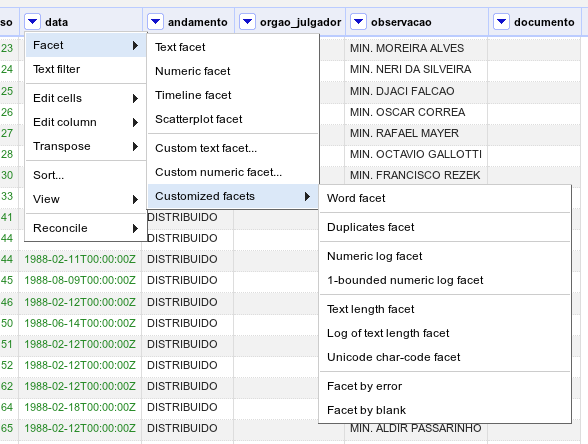 so data andamento orgao_julgador observacao documento
23 Facet Text facet MIN. MOREIRA ALVES
24 Text filter Numeric facet MIN. NERI DA SILVEIRA
25 Timeline facet MIN. DJACI FALCAO
26 Edit cells Scatterplot facet MIN. OSCAR CORREA
27 Edit column MIN. RAFAEL MAYER
28 Transpose Custom text facet... MIN. OCTAVIO GALLOTTI
30 Sort... Custom numeric facet... MIN. FRANCISCO REZEK
33 View Customized facets Word facet
41 Reconcile DISTRIBUIDO Duplicates facet
44 DISTRIBUIDO
44 1988-02-11T00:00:00Z DISTRIBUIDO Numeric log facet
45 1988-08-09T00:00:00Z DISTRIBUIDO 1-bounded numeric log facet
46 1988-02-12T00:00:00Z DISTRIBUIDO Text length facet
50 1988-06-14T00:00:00Z DISTRIBUIDO Log of text length facet
51 1988-02-12T00:00:00Z DISTRIBUIDO Unicode char-code facet
52 1988-02-12T00:00:00Z DISTRIBUIDO
62 1988-02-12T00:00:00Z DISTRIBUIDO Facet by error
64 1988-02-18T00:00:00Z DISTRIBUIDO Facet by blank
65 1988-02-12T00:00:00Z DISTRIBUIDO MIN. ALDIR PASSARINHO